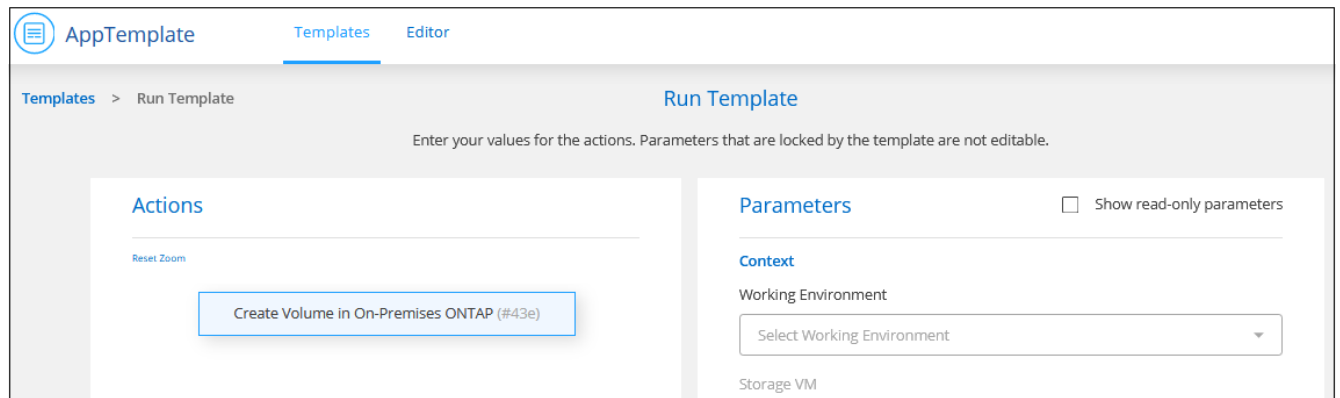 AppTemplate
Templates
Editor
Templates > Run Template
Run Template
Enter your values for the actions. Parameters that are locked by the template are not editable.
Actions
Reset Zoom
Create Volume in On-Premises ONTAP (#43e)
Parameters
Show read-only parameters
Context
Working Environment
Select Working Environment
Storage VM